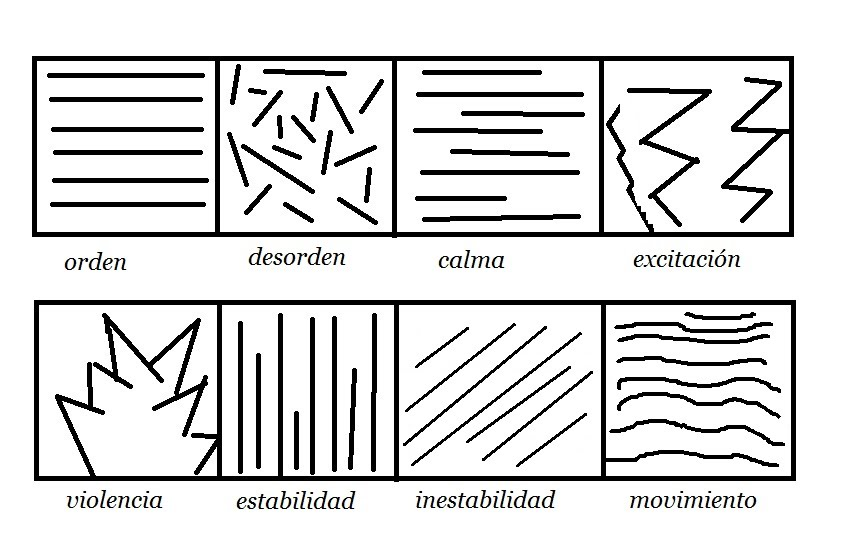 orden desorden calma excitación
violencia estabilidad inestabilidad movimiento